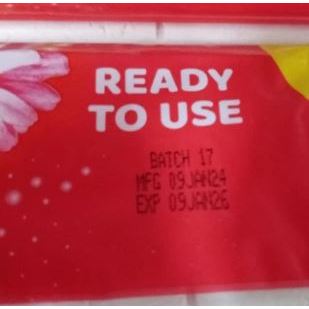 READY
TO USE
BATCH 17
MFG 09JAN24
EXP 09JAN26